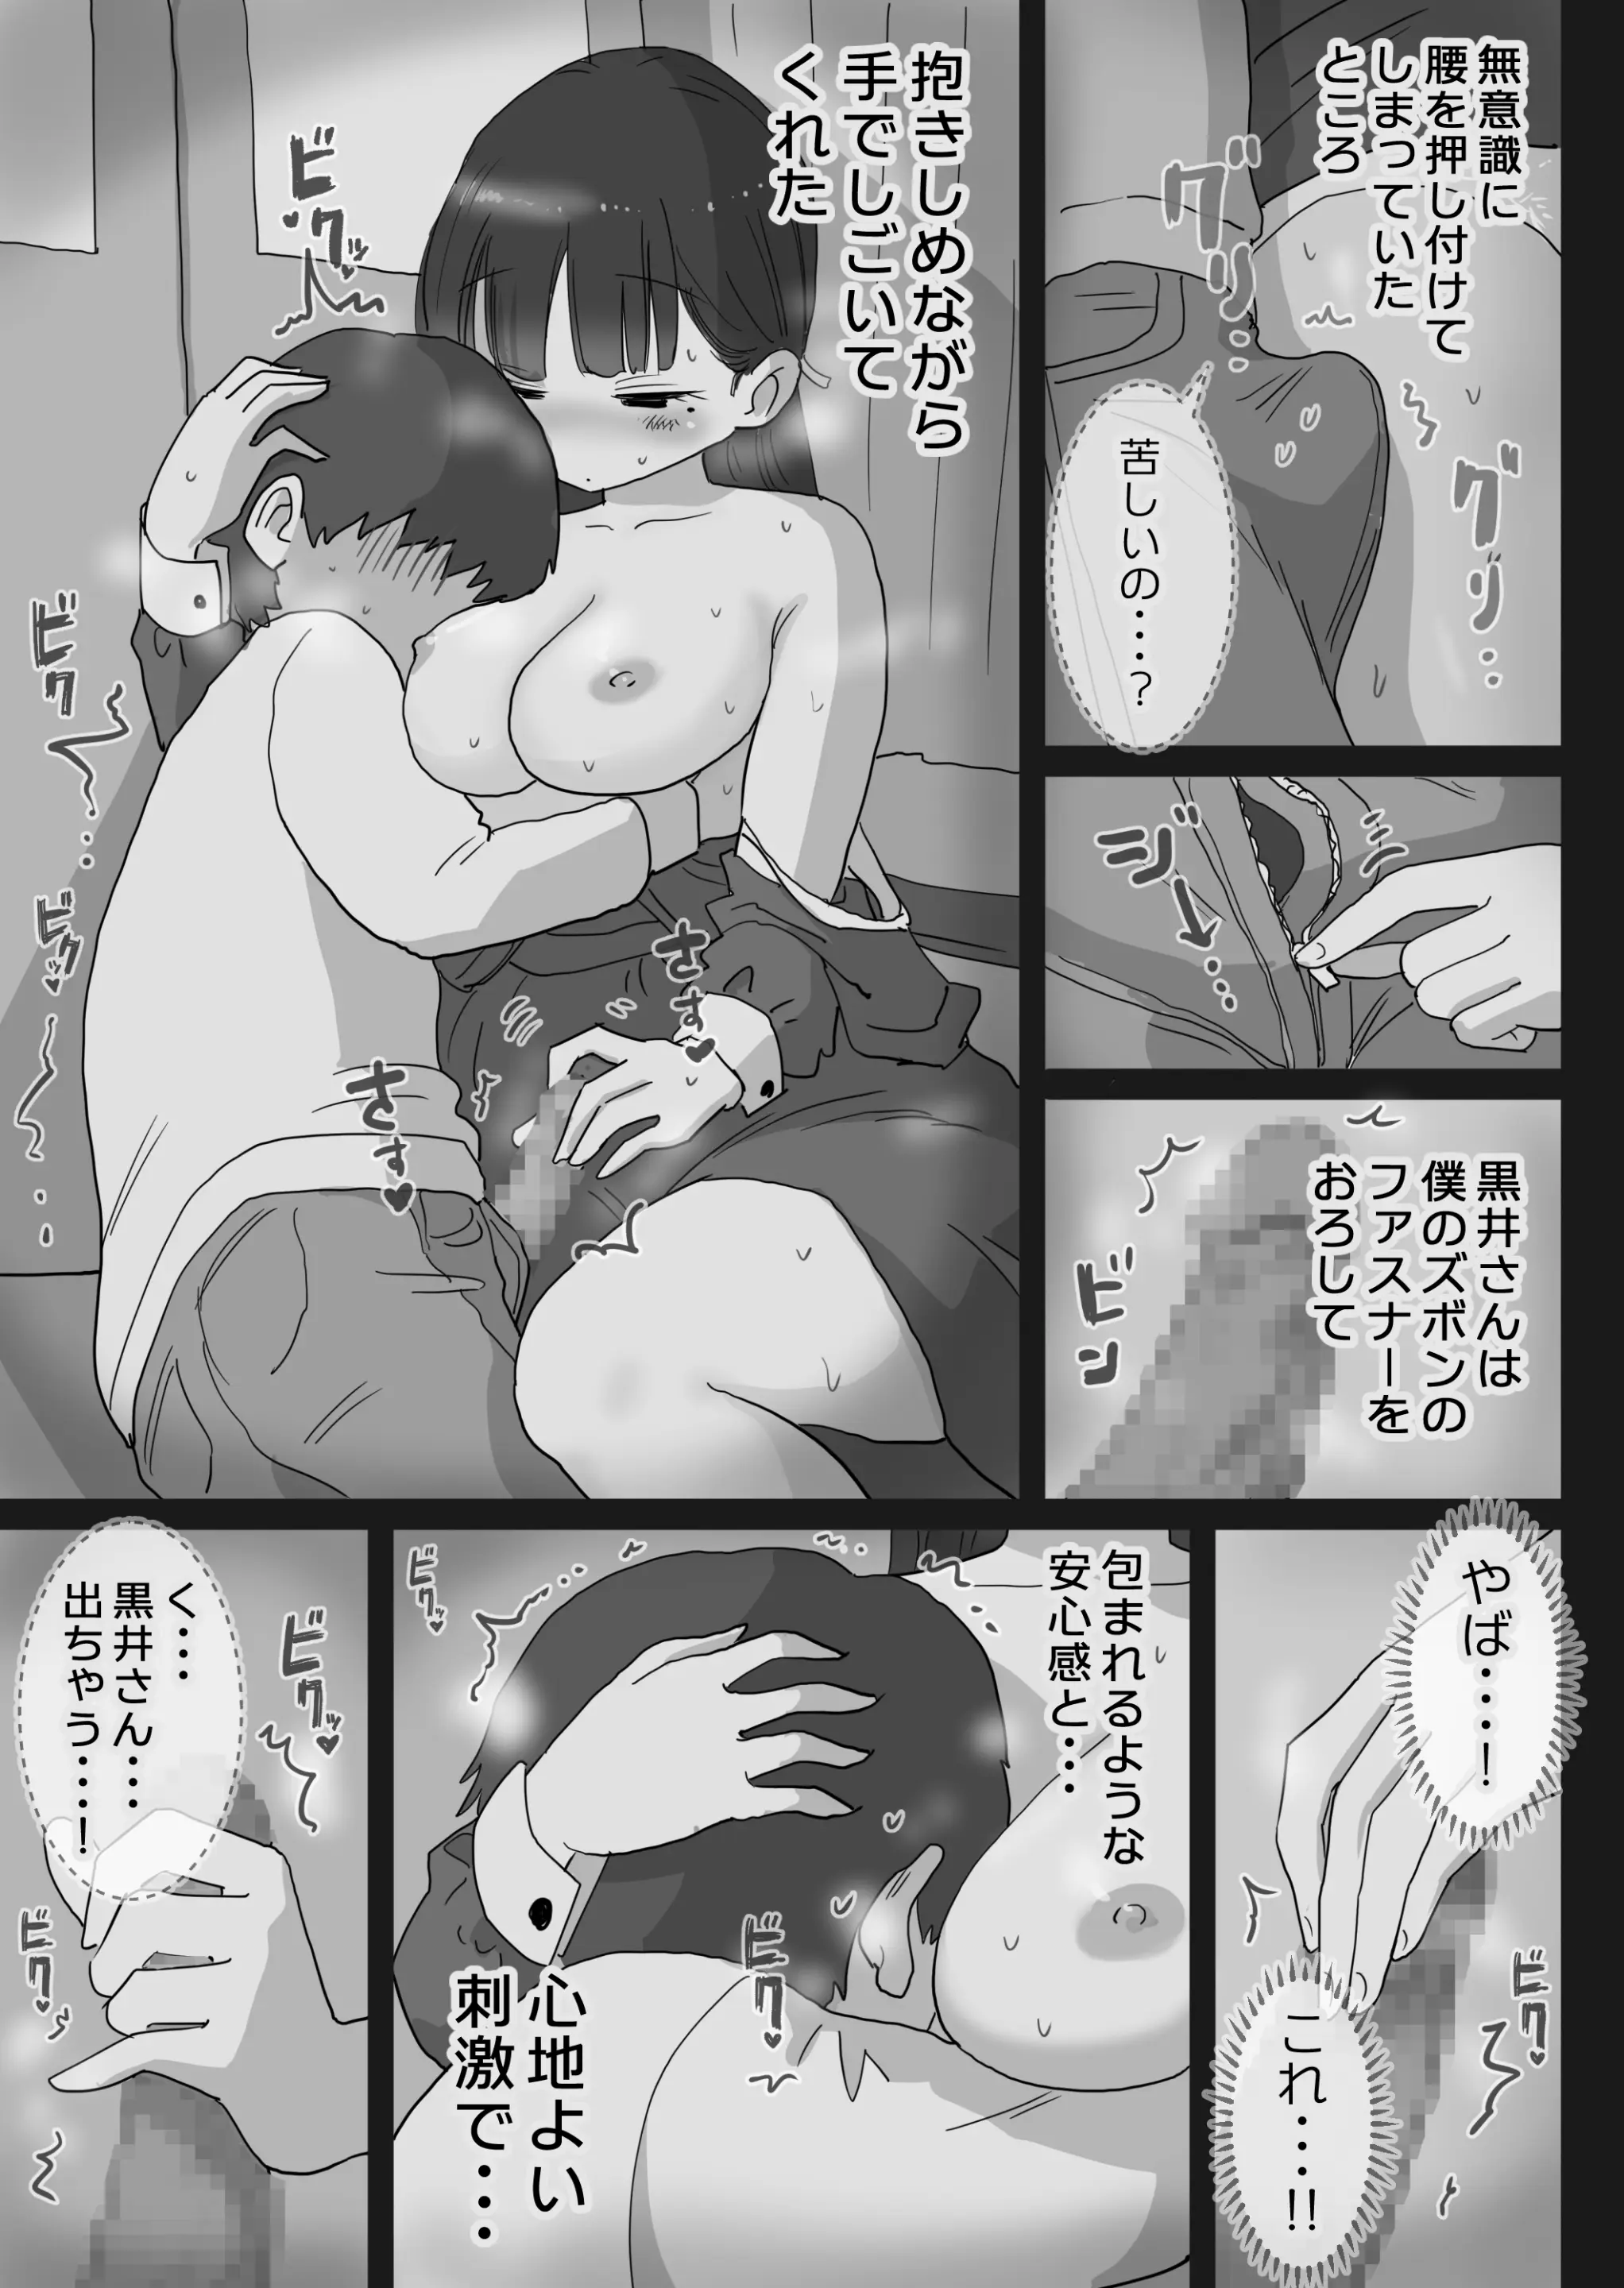 無意識に
腰を押し付けて
しまっていた
ところ
グリ
グリ
苦しいの・・・・?
ジ
黒井さんは
僕のズボンの
ファスナーを
おろして
ビン
抱きしめながら
手でしごいて
くれた
ビクッ
ビク
ビク
さす
さす
やば・・・・!
これ・・・・!!
ビク
包まれるような
安心感と・・・
心地よい
刺激で・・・
ビクッ
ビク
く・・・
黒井さん・・・
出ちゃう・・・・!
ビクッ
ビク